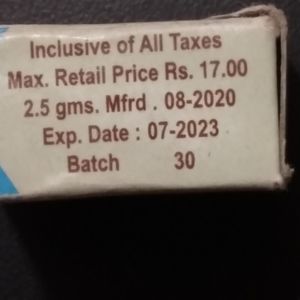 Inclusive of All Taxes
Max. Retail Price Rs. 17.00
2.5 gms. Mfrd . 08-2020
Exp. Date : 07-2023
Batch 30